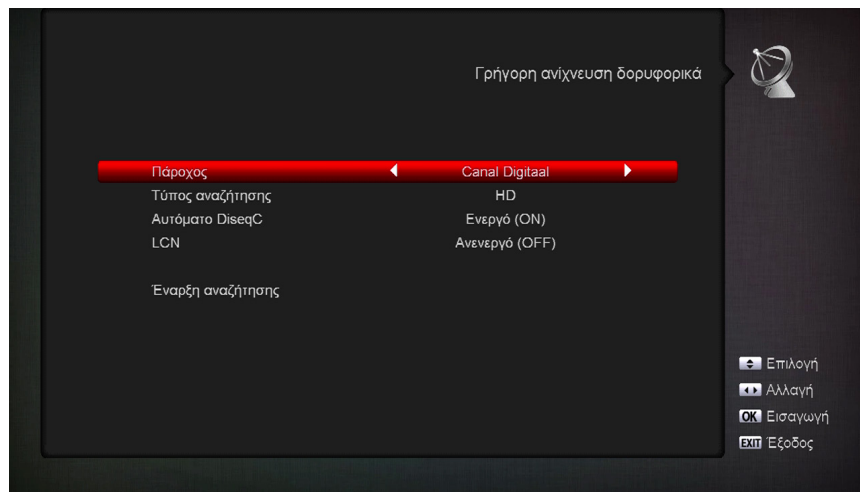 Γρήγορη ανίχνευση δορυφορικά
Πάροχος Canal Digitaal
Τύπος αναζήτησης HD
Αυτόματο DiseqC Ενεργό (ON)
LCN Ανενεργό (OFF)
Έναρξη αναζήτησης
Επιλογή
Αλλαγή
OK Εισαγωγή
EXIT Έξοδος